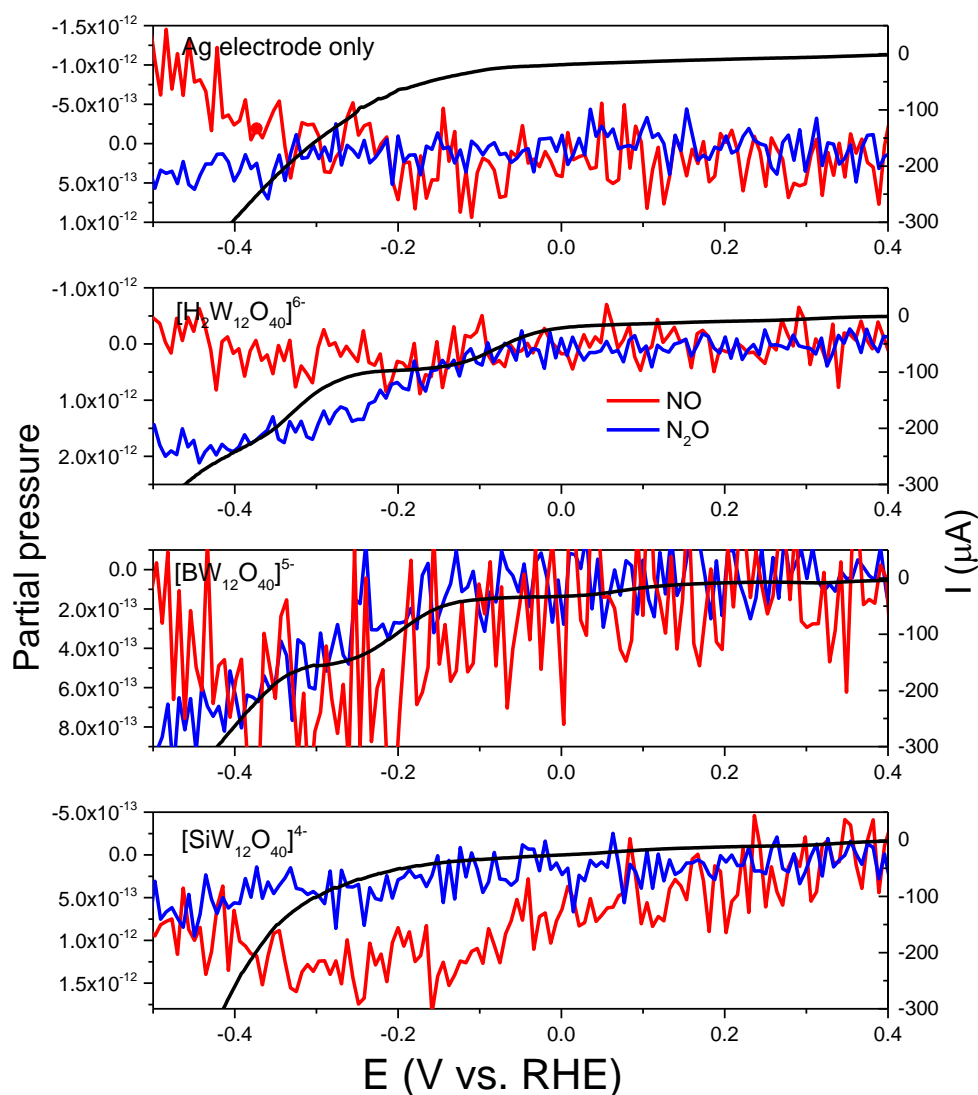 Partial pressure
I (μA)
-1.5x10⁻¹²
-1.0x10⁻¹²
-5.0x10⁻¹³
0.0
5.0x10⁻¹³
1.0x10⁻¹²
Ag electrode only
0
-100
-200
-300
-0.4 -0.2 0.0 0.2 0.4
-1.0x10⁻¹²
0.0
1.0x10⁻¹²
2.0x10⁻¹²
[H₂W₁₂O₄₀]⁶⁻
NO
N₂O
0
-100
-200
-300
-0.4 -0.2 0.0 0.2 0.4
0.0
2.0x10⁻¹³
4.0x10⁻¹³
6.0x10⁻¹³
8.0x10⁻¹³
[BW₁₂O₄₀]⁵⁻
0
-100
-200
-300
-0.4 -0.2 0.0 0.2 0.4
-5.0x10⁻¹³
0.0
5.0x10⁻¹³
1.0x10⁻¹²
1.5x10⁻¹²
[SiW₁₂O₄₀]⁴⁻
0
-100
-200
-300
-0.4 -0.2 0.0 0.2 0.4
E (V vs. RHE)